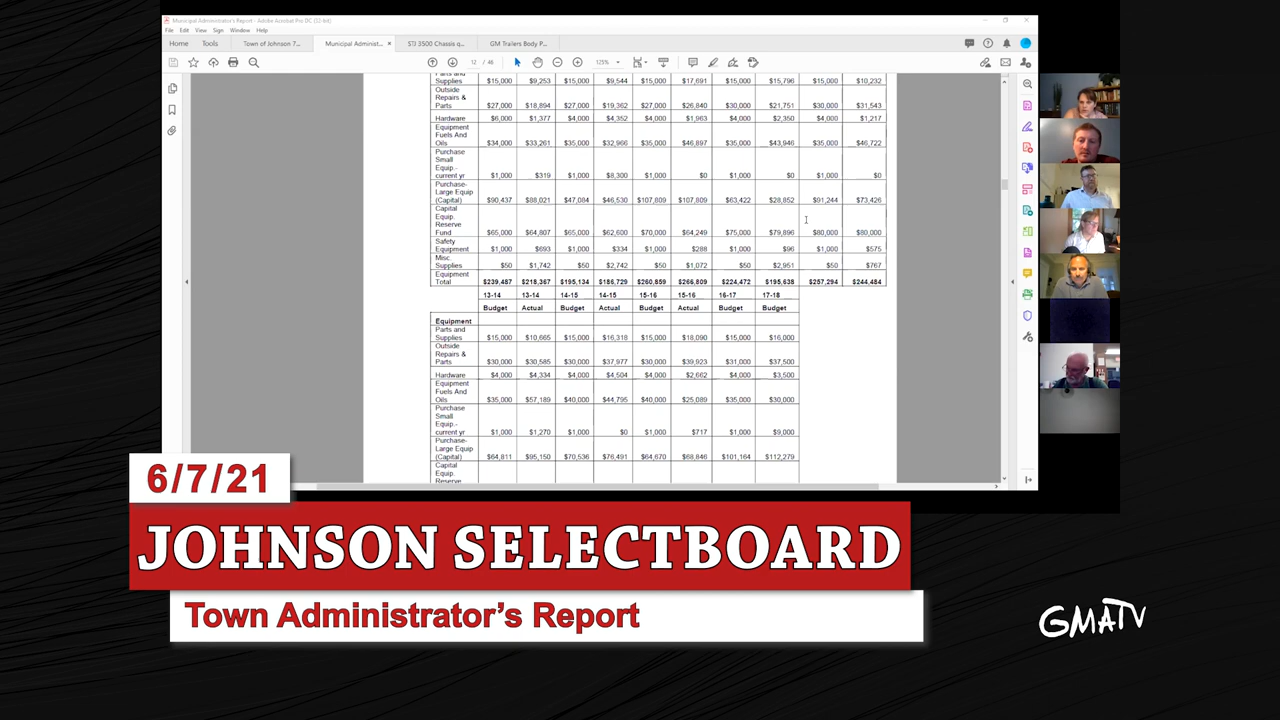 Municipal Administrator's Report - Adobe Acrobat Pro DC (32-bit)
File Edit View Sign Window Help
Home Tools Town of Johnson 7... Municipal Administ... × STJ 3500 Chassis q... GM Trailers Body P...
12 / 46 125%
Parts and
Supplies $15,000 $9,253 $15,000 $9,544 $15,000 $17,691 $15,000 $15,796 $15,000 $10,232
Outside
Repairs &
Parts $27,000 $18,894 $27,000 $19,362 $27,000 $26,840 $30,000 $21,751 $30,000 $31,543
Hardware $6,000 $1,377 $4,000 $4,352 $4,000 $1,963 $4,000 $2,350 $4,000 $1,217
Equipment
Fuels And
Oils $34,000 $33,261 $35,000 $32,966 $35,000 $46,897 $35,000 $43,946 $35,000 $46,722
Purchase
Small
Equip.-
current yr $1,000 $319 $1,000 $8,300 $1,000 $0 $1,000 $0 $1,000 $0
Purchase-
Large Equip
(Capital) $90,437 $88,021 $47,084 $46,530 $107,809 $107,809 $63,422 $28,852 $91,244 $73,426
Capital
Equip.
Reserve
Fund $65,000 $64,807 $65,000 $62,600 $70,000 $64,249 $75,000 $79,896 $80,000 $80,000
Safety
Equipment $1,000 $693 $1,000 $334 $1,000 $288 $1,000 $96 $1,000 $575
Misc.
Supplies $50 $1,742 $50 $2,742 $50 $1,072 $50 $2,951 $50 $767
Equipment
Total $239,487 $218,367 $195,134 $186,729 $260,859 $266,809 $224,472 $195,638 $257,294 $244,484
13-14 13-14 14-15 14-15 15-16 15-16 16-17 17-18
Budget Actual Budget Actual Budget Actual Budget Budget
Equipment
Parts and
Supplies $15,000 $10,665 $15,000 $16,318 $15,000 $18,090 $15,000 $16,000
Outside
Repairs &
Parts $30,000 $30,585 $30,000 $37,977 $30,000 $39,923 $31,000 $37,500
Hardware $4,000 $4,334 $4,000 $4,504 $4,000 $2,662 $4,000 $3,500
Equipment
Fuels And
Oils $35,000 $57,189 $40,000 $44,795 $40,000 $25,089 $35,000 $30,000
Purchase
Small
Equip.-
current yr $1,000 $1,270 $1,000 $0 $1,000 $717 $1,000 $9,000
Purchase-
Large Equip
(Capital) $64,811 $95,150 $70,536 $76,491 $64,670 $68,846 $101,164 $112,279
Capital
Equip.
Reserve
6/7/21
JOHNSON SELECTBOARD
Town Administrator's Report
GMATV